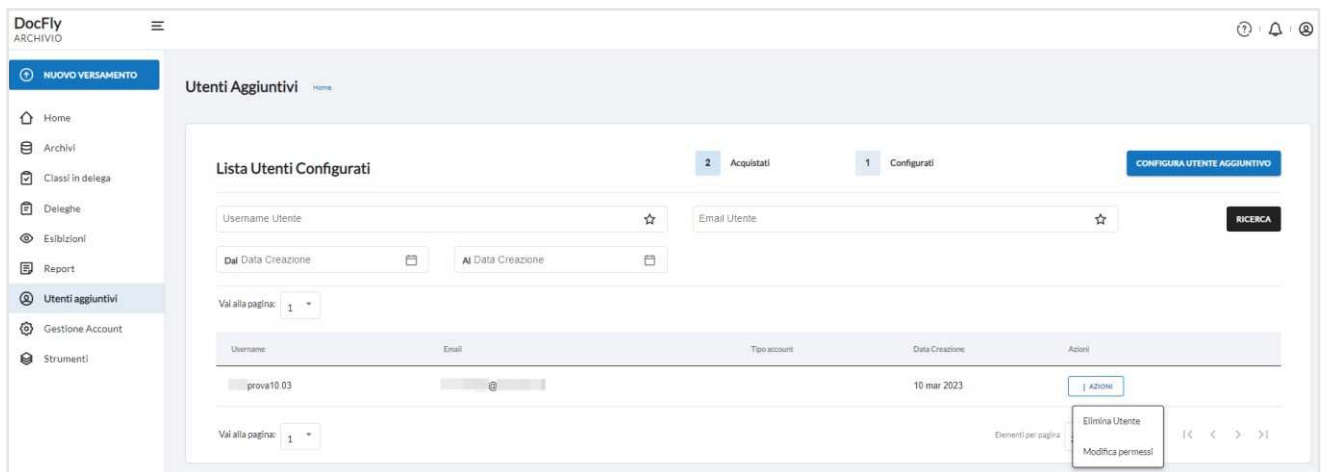 DocFly
ARCHIVIO
NUOVO VERSAMENTO
Home
Archivi
Classi in delega
Deleghe
Esibizioni
Report
Utenti aggiuntivi
Gestione Account
Strumenti
Utenti Aggiuntivi Home
Lista Utenti Configurati 2 Acquistati 1 Configurati CONFIGURA UTENTE AGGIUNTIVO
Username Utente Email Utente RICERCA
Dal Data Creazione Al Data Creazione
Vai alla pagina: 1
Username Email Tipo account Data Creazione Azioni
prova10.03 @ 10 mar 2023 AZIONI
Elimina Utente
Vai alla pagina: 1 Elementi per pagina
Modifica permessi